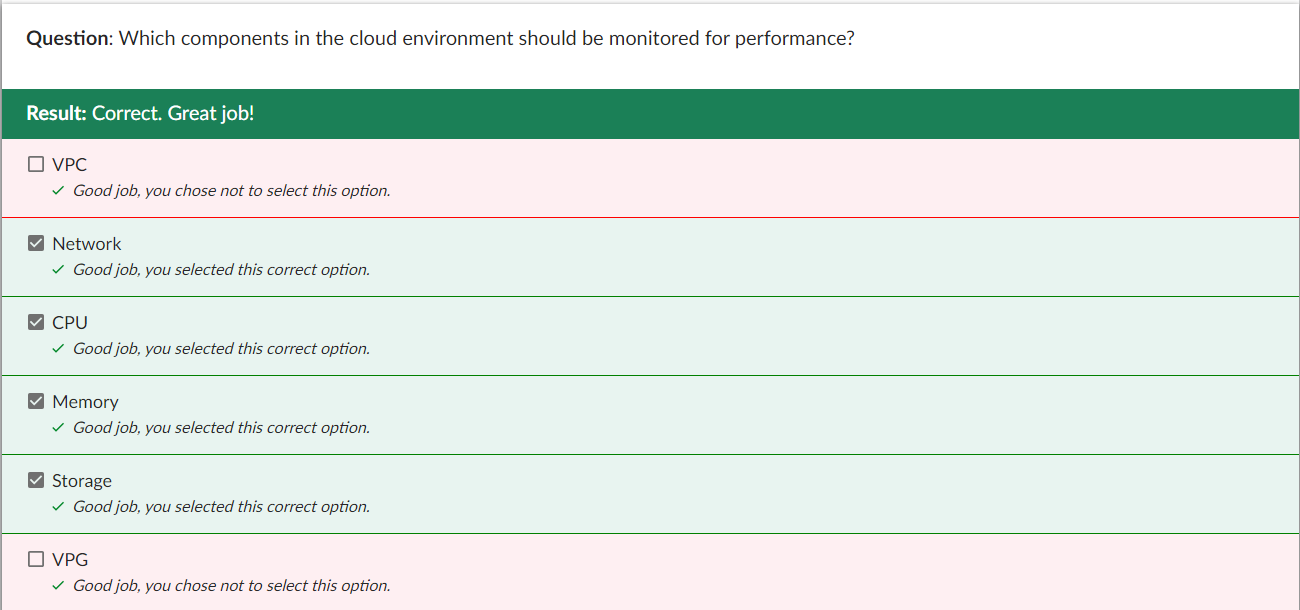 Question: Which components in the cloud environment should be monitored for performance?
Result: Correct. Great job!
VPC
Good job, you chose not to select this option.
Network
Good job, you selected this correct option.
CPU
Good job, you selected this correct option.
Memory
Good job, you selected this correct option.
Storage
Good job, you selected this correct option.
VPG
Good job, you chose not to select this option.